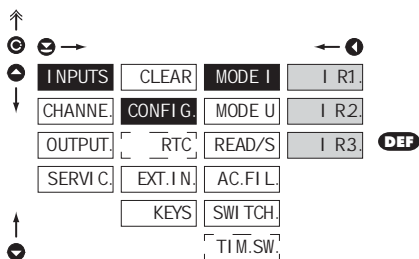 INPUTS CLEAR MODE I I R1.
CHANNE. CONFIG. MODE U I R2.
OUTPUT. RTC READ/S I R3. DEF
SERVIC. EXT.IN. AC.FIL.
KEYS SWITCH.
TIM.SW.